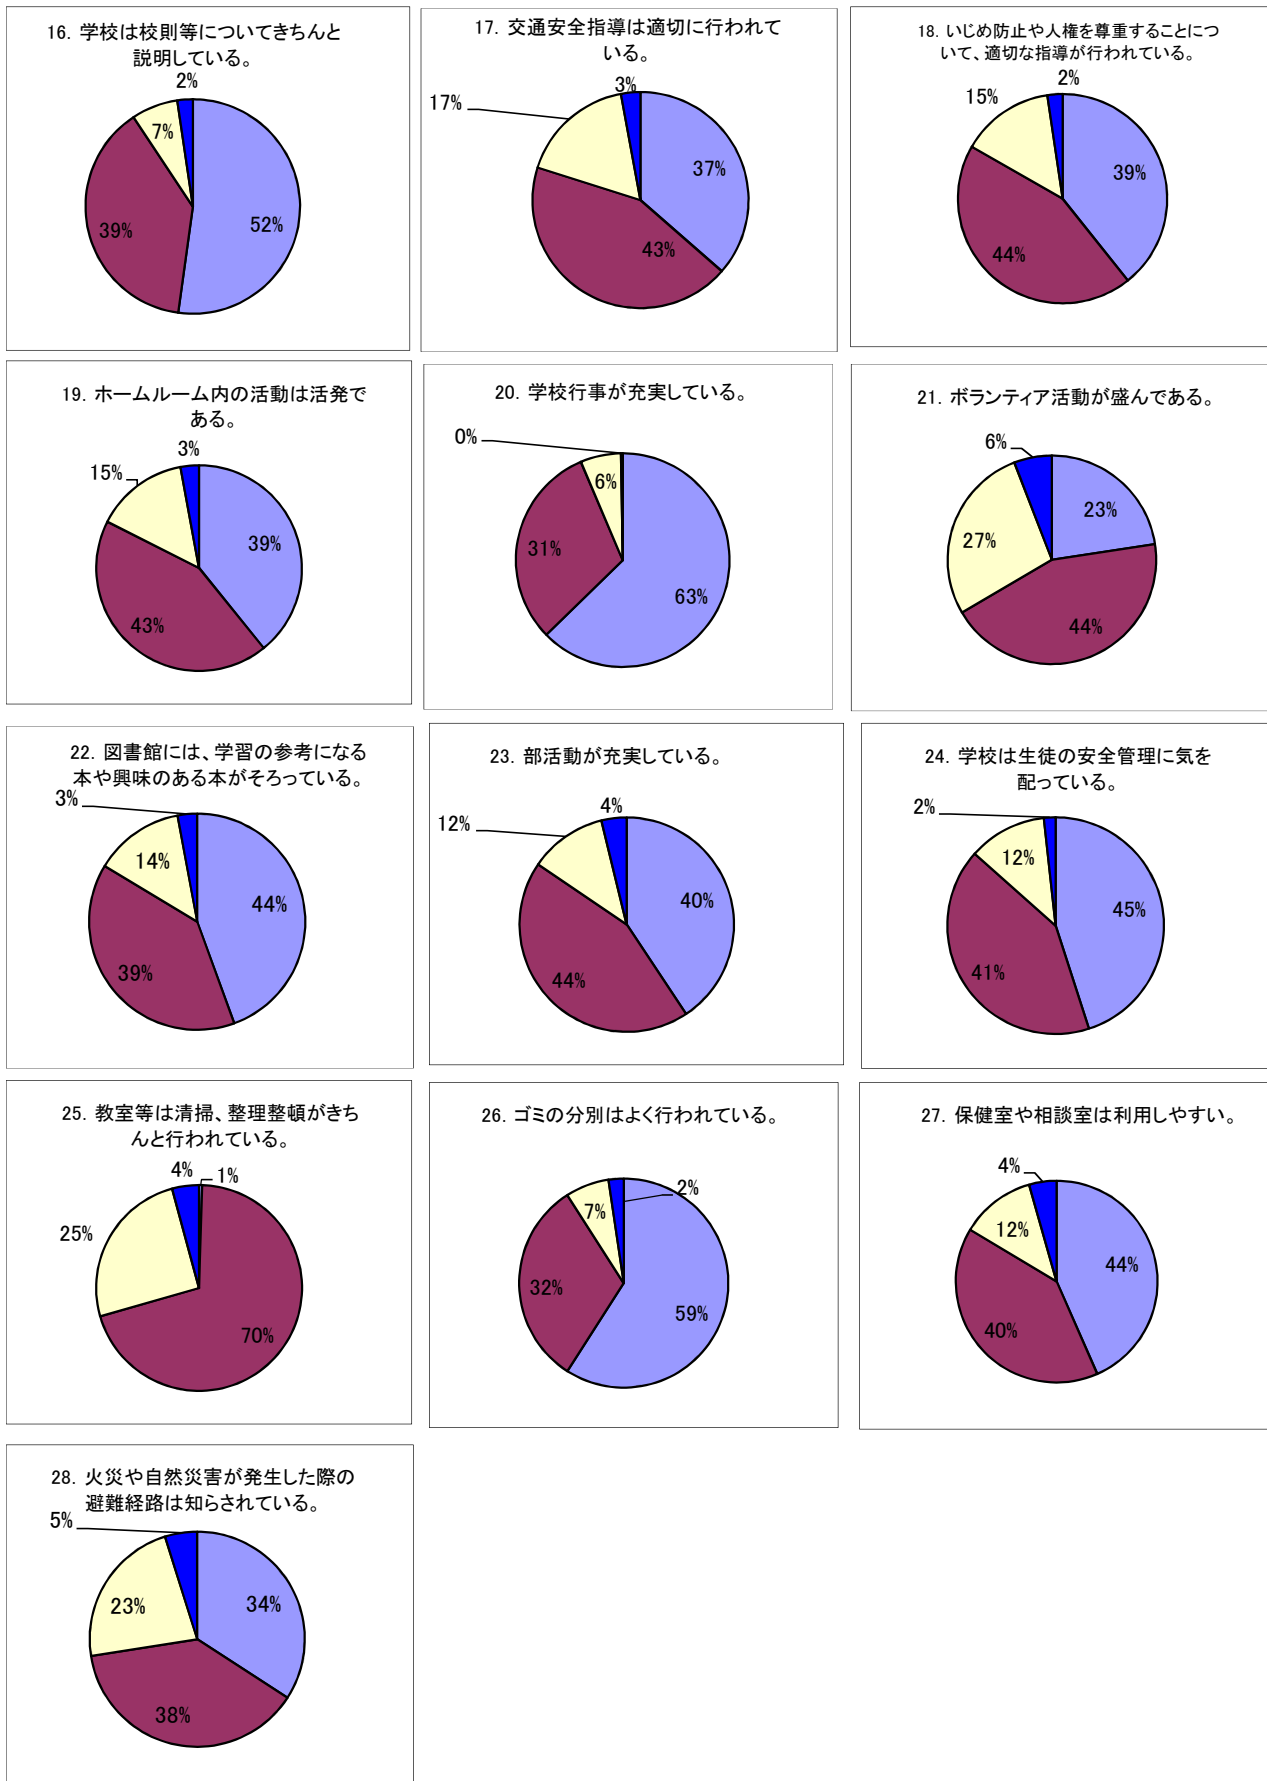 16. 学校は校則等についてきちんと
説明している。
2%
7%
39%
52%
17. 交通安全指導は適切に行われて
いる。
3%
17%
37%
43%
18. いじめ防止や人権を尊重することにつ
いて、適切な指導が行われている。
2%
15%
39%
44%
19. ホームルーム内の活動は活発で
ある。
3%
15%
39%
43%
20. 学校行事が充実している。
0%
6%
31%
63%
21. ボランティア活動が盛んである。
6%
23%
27%
44%
22. 図書館には、学習の参考になる
本や興味のある本がそろっている。
3%
14%
44%
39%
23. 部活動が充実している。
4%
12%
40%
44%
24. 学校は生徒の安全管理に気を
配っている。
2%
12%
45%
41%
25. 教室等は清掃、整理整頓がきち
んと行われている。
4%
1%
25%
70%
26. ゴミの分別はよく行われている。
2%
7%
32%
59%
27. 保健室や相談室は利用しやすい。
4%
12%
44%
40%
28. 火災や自然災害が発生した際の
避難経路は知らされている。
5%
23%
34%
38%